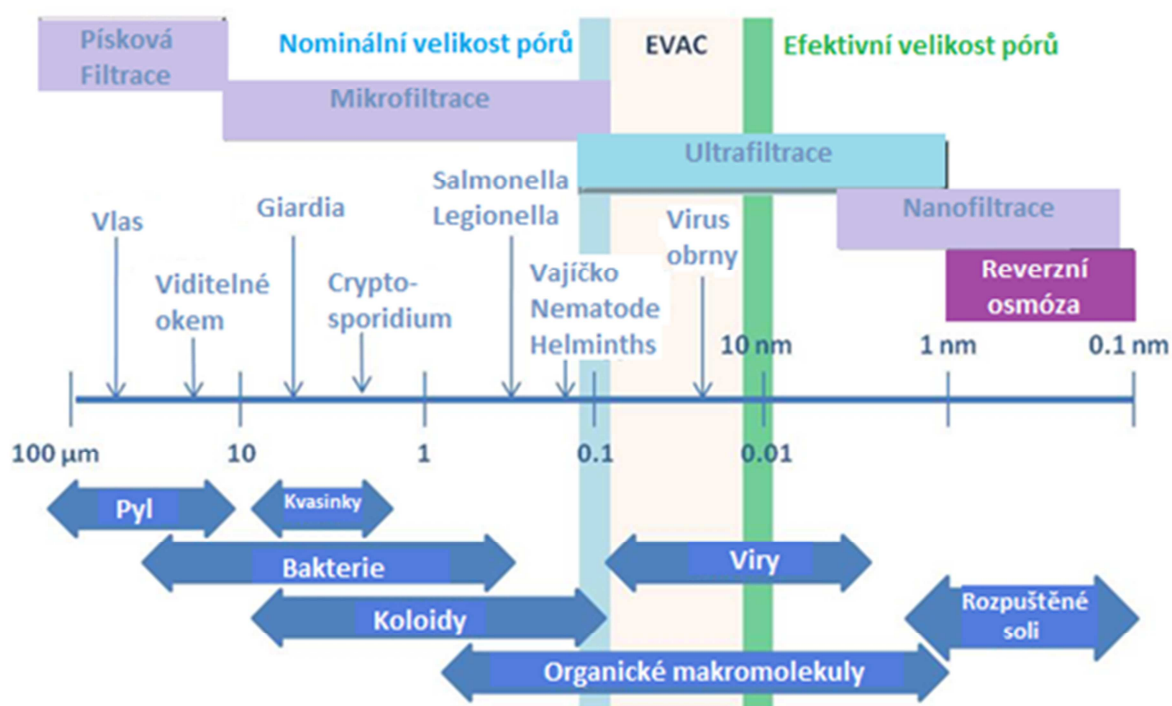 Písková
Filtrace
Nominální velikost pórů
EVAC
Efektivní velikost pórů
Mikrofiltrace
Ultrafiltrace
Nanofiltrace
Reverzní
osmóza
Vlas
Viditelné
okem
Giardia
Crypto-
sporidium
Salmonella
Legionella
Vajíčko
Nematode
Helminths
Virus
obrny
10 nm
1 nm
0.1 nm
100 µm
10
1
0.1
0.01
Pyl
Kvasinky
Bakterie
Viry
Koloidy
Rozpuštěné
soli
Organické makromolekuly